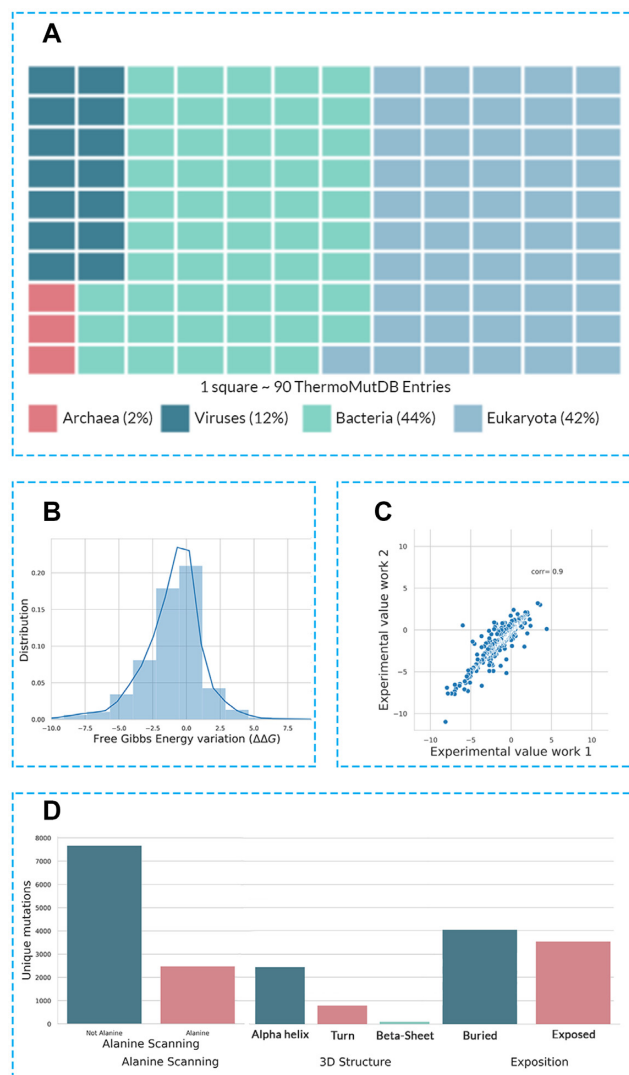 A
1 square ~ 90 ThermoMutDB Entries
Archaea (2%) Viruses (12%) Bacteria (44%) Eukaryota (42%)
B
Distribution
0.20
0.15
0.10
0.05
0.00
-10.0 -7.5 -5.0 -2.5 0.0 2.5 5.0 7.5
Free Gibbs Energy variation (ΔΔG)
C
Experimental value work 2
10
5
0
−5
−10
corr= 0.9
−10 −5 0 5 10
Experimental value work 1
D
Unique mutations
8000
7000
6000
5000
4000
3000
2000
1000
0
Not Alanine Alanine Alpha helix Turn Beta-Sheet Buried Exposed
Alanine Scanning
Alanine Scanning 3D Structure Exposition